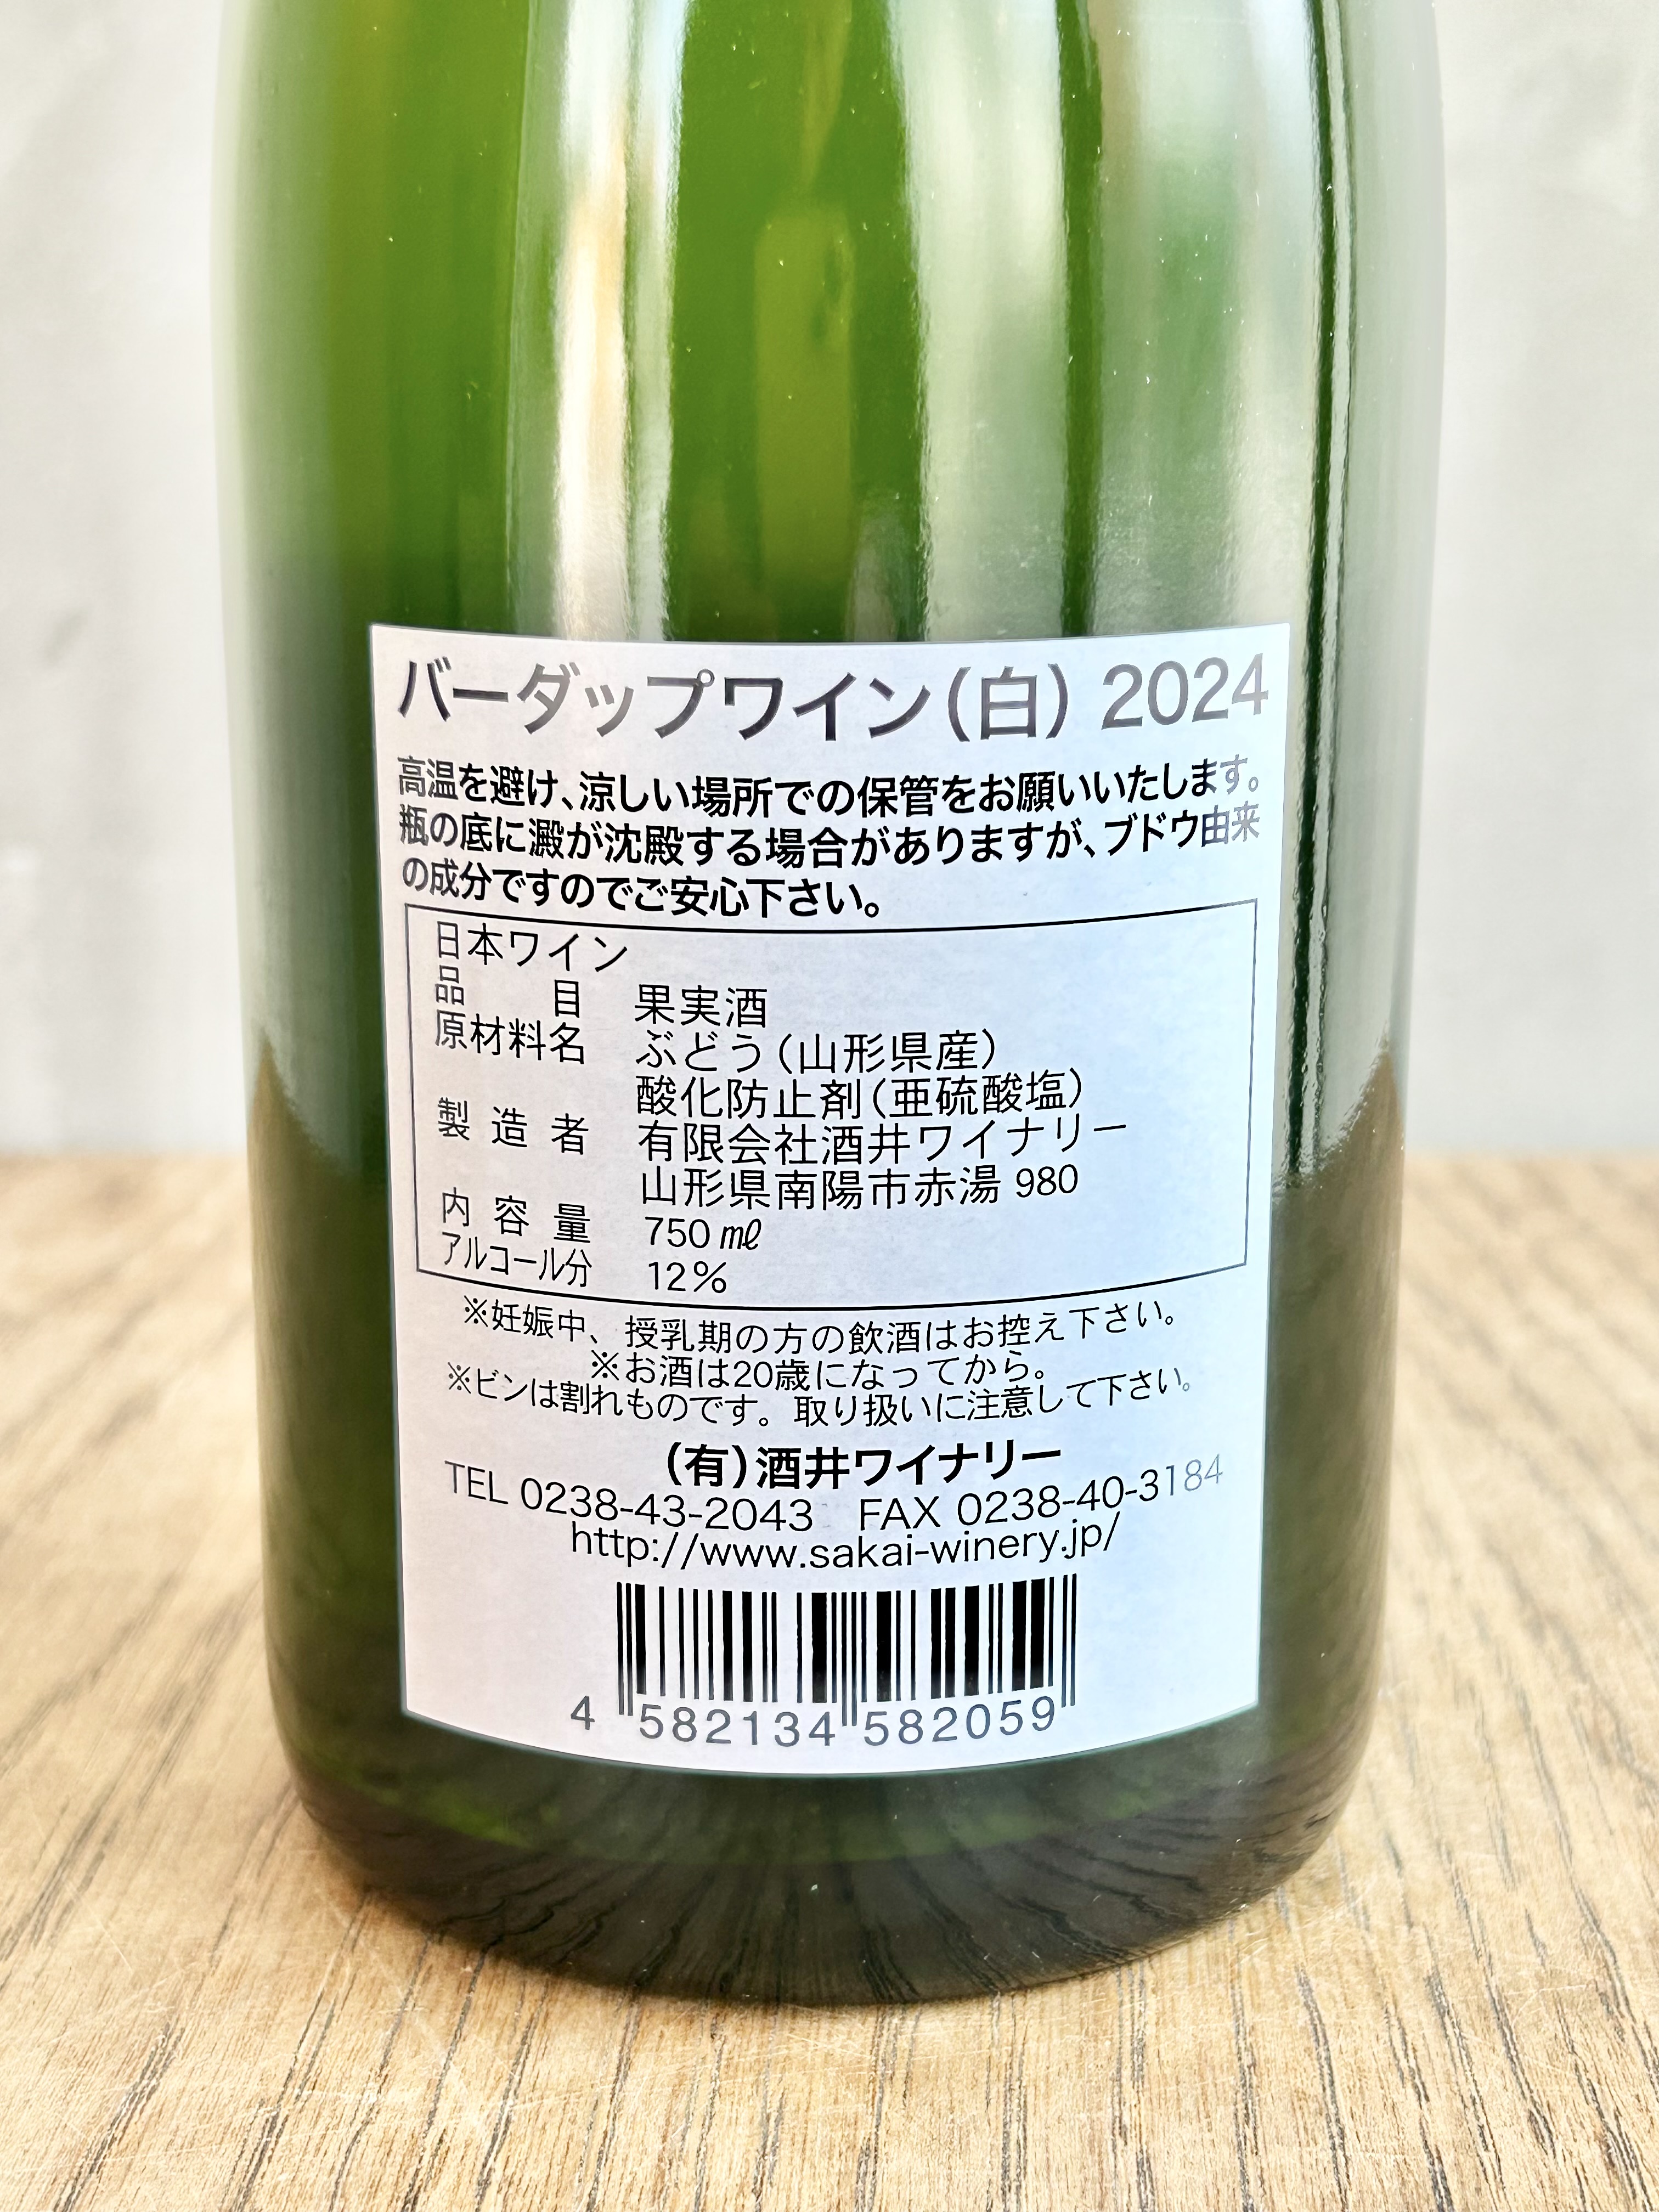 バーダップワイン（白） 2024
高温を避け、涼しい場所での保管をお願いいたします。
瓶の底に澱が沈殿する場合がありますが、ブドウ由来
の成分ですのでご安心下さい。
日本ワイン
品目 果実酒
原材料名 ぶどう（山形県産）
酸化防止剤（亜硫酸塩）
製造者 有限会社酒井ワイナリー
山形県南陽市赤湯 980
内容量 750㎖
アルコール分 12％
※妊娠中、授乳期の方の飲酒はお控え下さい。
※お酒は20歳になってから。
※ビンは割れものです。取り扱いに注意して下さい。
（有）酒井ワイナリー
TEL 0238-43-2043 FAX 0238-40-3184
http://www.sakai-winery.jp/
4 582134 582059